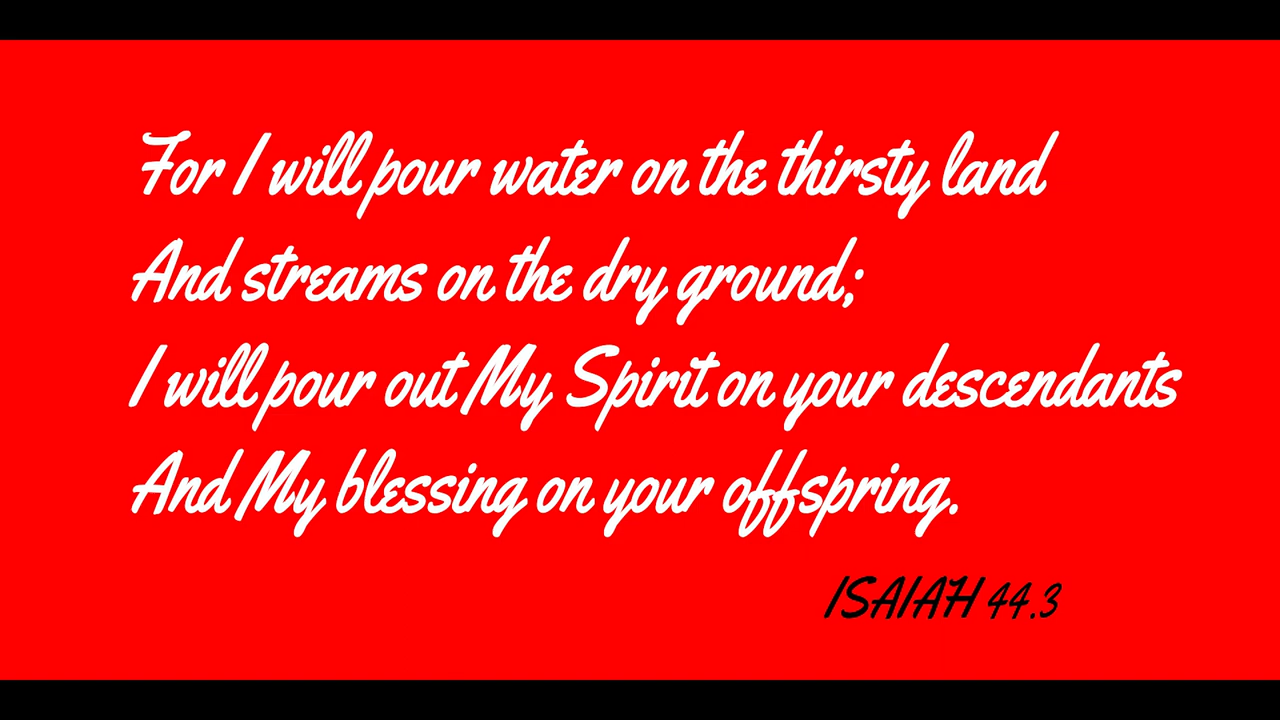 For I will pour water on the thirsty land
And streams on the dry ground;
I will pour out My Spirit on your descendants
And My blessing on your offspring.
ISAIAH 44.3